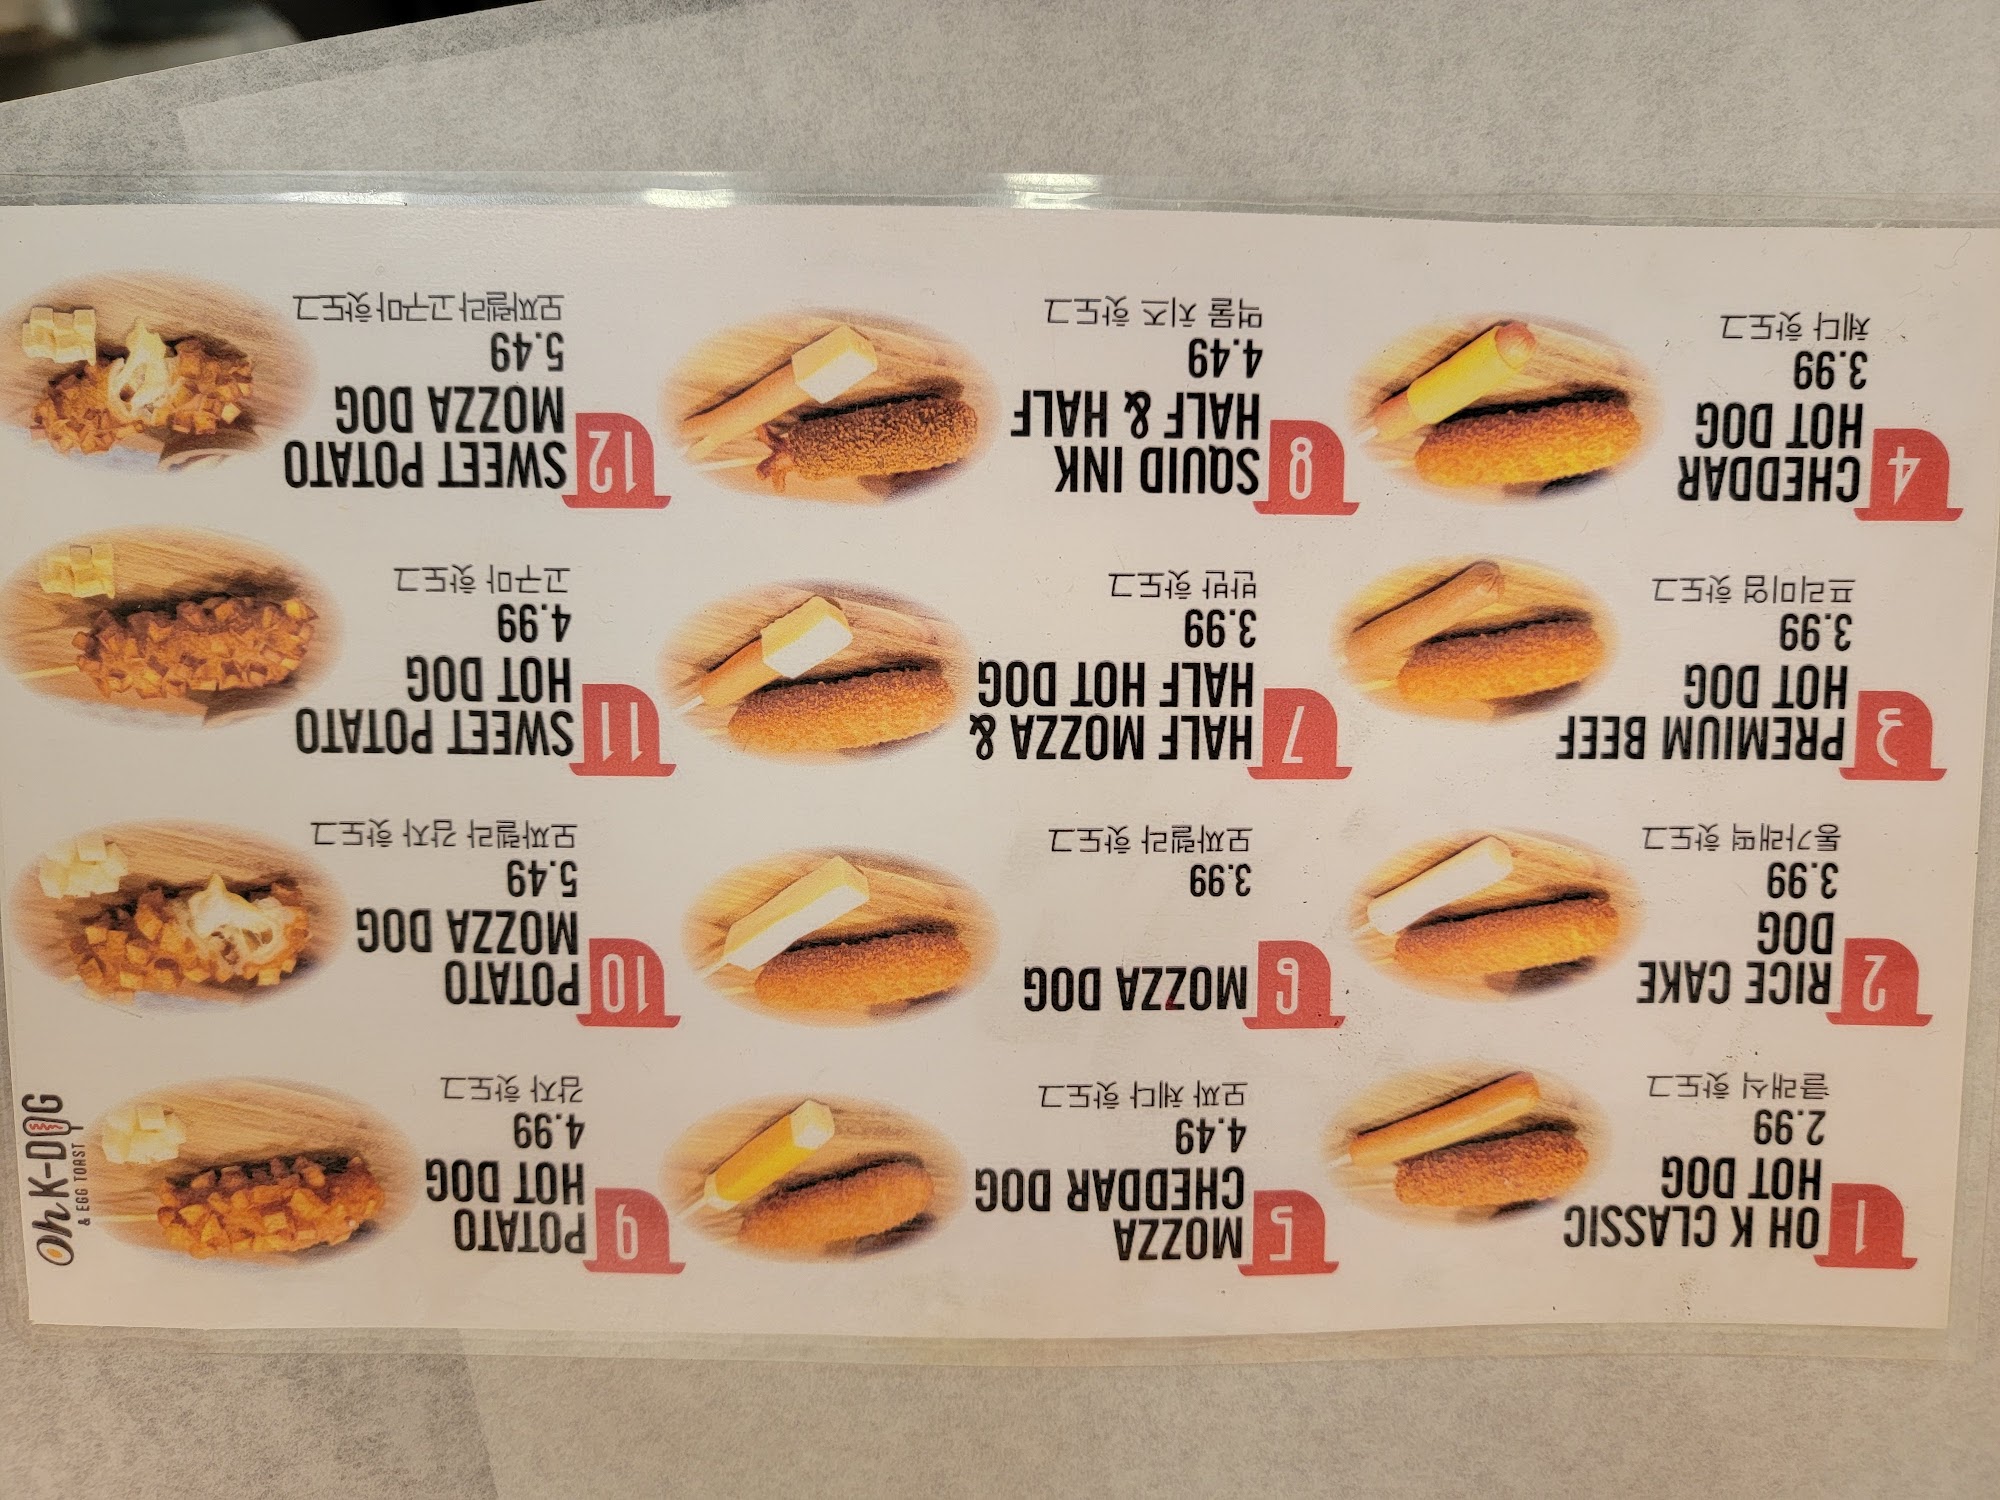 1
OH K CLASSIC
HOT DOG
2.99
클래식 핫도그
2
RICE CAKE
DOG
3.99
통가래떡 핫도그
3
PREMIUM BEEF
HOT DOG
3.99
프리미엄 핫도그
4
CHEDDAR
HOT DOG
3.99
체다 핫도그
5
MOZZA
CHEDDAR DOG
4.49
모짜 체다 핫도그
6
MOZZA DOG
3.99
모짜렐라 핫도그
7
HALF MOZZA &
HALF HOT DOG
3.99
반반 핫도그
8
SQUID INK
HALF & HALF
4.49
먹물 치즈 핫도그
9
POTATO
HOT DOG
4.99
감자 핫도그
10
POTATO
MOZZA DOG
5.49
모짜렐라 감자 핫도그
11
SWEET POTATO
HOT DOG
4.99
고구마 핫도그
12
SWEET POTATO
MOZZA DOG
5.49
모짜렐라고구마핫도그
Oh K-DOG
& EGG TOAST